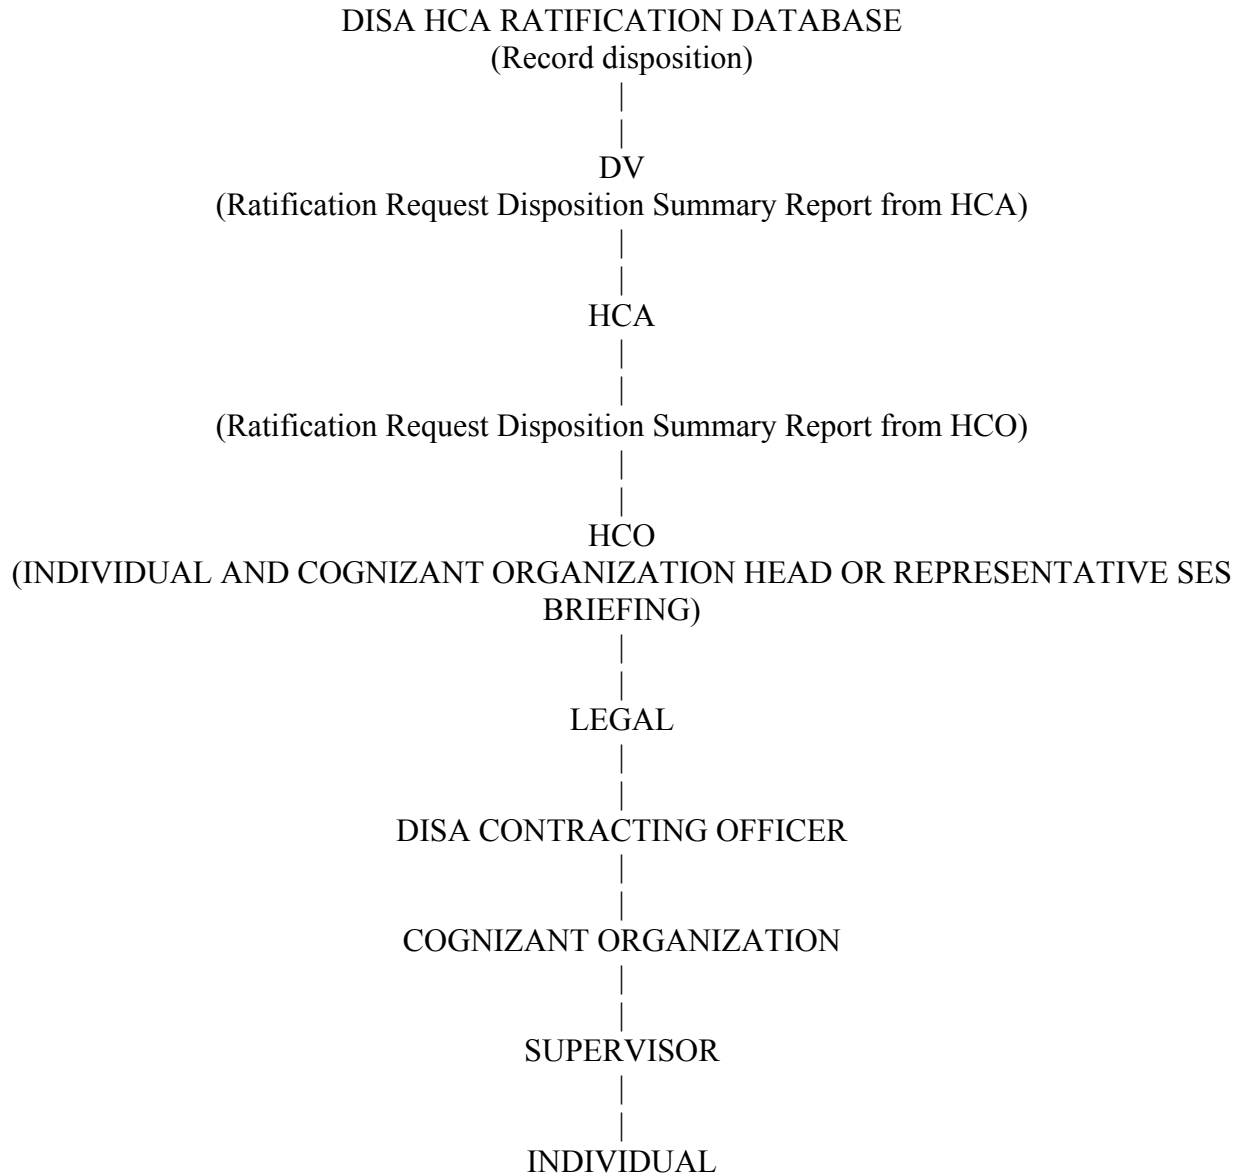 DISA HCA RATIFICATION DATABASE
(Record disposition)
DV
(Ratification Request Disposition Summary Report from HCA)
HCA
(Ratification Request Disposition Summary Report from HCO)
HCO
(INDIVIDUAL AND COGNIZANT ORGANIZATION HEAD OR REPRESENTATIVE SES
BRIEFING)
LEGAL
DISA CONTRACTING OFFICER
COGNIZANT ORGANIZATION
SUPERVISOR
INDIVIDUAL